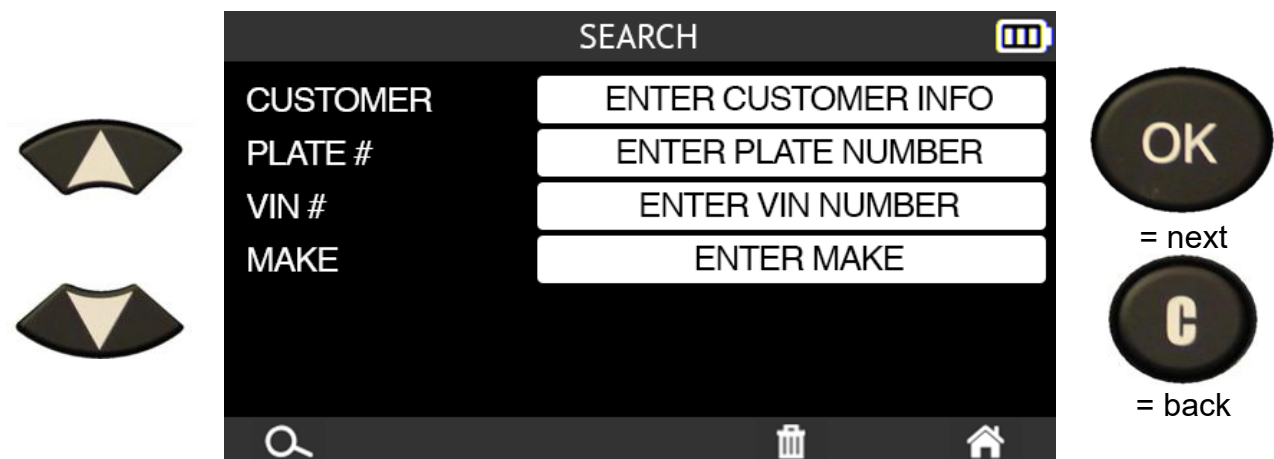 SEARCH
CUSTOMER ENTER CUSTOMER INFO
PLATE # ENTER PLATE NUMBER
VIN # ENTER VIN NUMBER
MAKE ENTER MAKE
OK
= next
C
= back